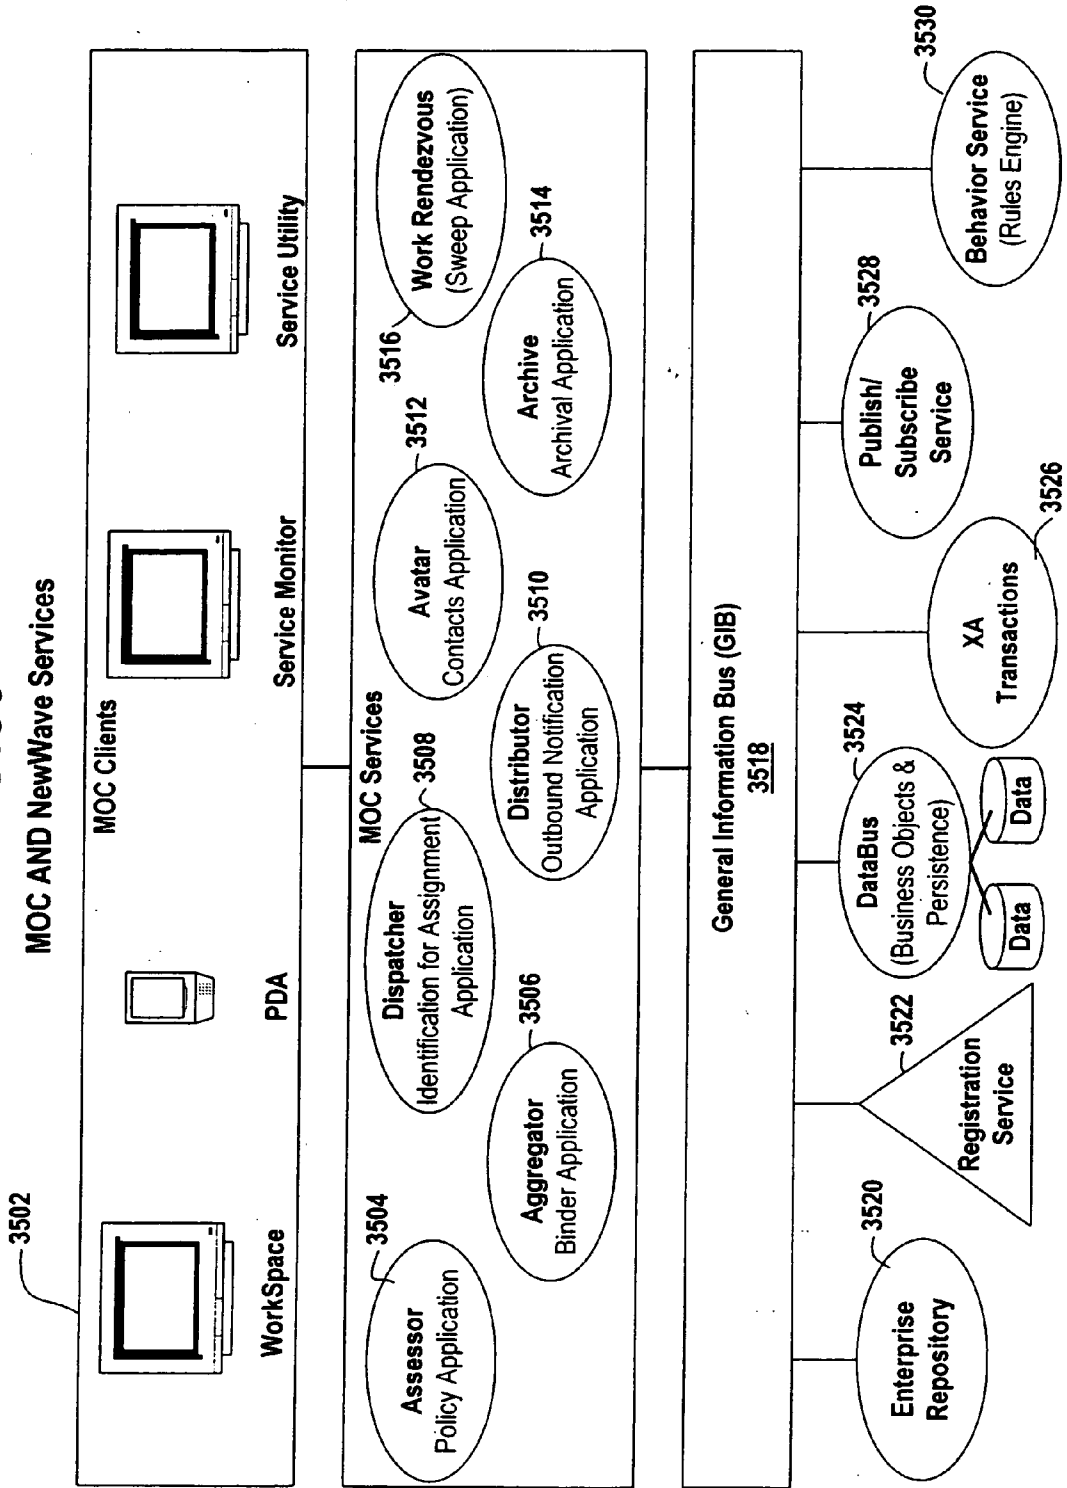 MOC AND NewWave Services
3502
MOC Clients
WorkSpace
PDA
Service Monitor
Service Utility
MOC Services
3504
Assessor
Policy Application
3506
Aggregator
Binder Application
3508
Dispatcher
Identification for Assignment
Application
3510
Distributor
Outbound Notification
Application
3512
Avatar
Contacts Application
3514
Archive
Archival Application
3516
Work Rendezvous
(Sweep Application)
General Information Bus (GIB)
3518
3520
Enterprise
Repository
3522
Registration
Service
3524
DataBus
(Business Objects &
Persistence)
Data
Data
3526
XA
Transactions
3528
Publish/
Subscribe
Service
3530
Behavior Service
(Rules Engine)